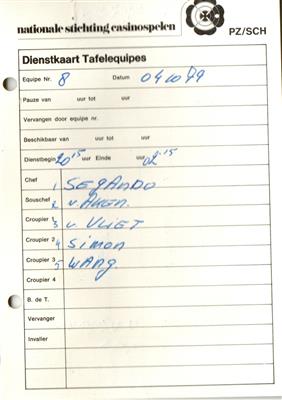 nationale stichting casinospelen
PZ/SCH
Dienstkaart Tafelequipes
Equipe Nr. 8 Datum 04 10 79
Pauze van uur tot uur
Vervangen door equipe nr.
Beschikbaar van uur tot uur
Dienstbegin 20 15 uur Einde uur 02-15
Chef 1 SEGANDO
Souschef 2
Croupier 1 3 v. VLIET
Croupier 2 4 Simon
Croupier 3 5 WANG.
Croupier 4
B. de T.
Vervanger
Invaller